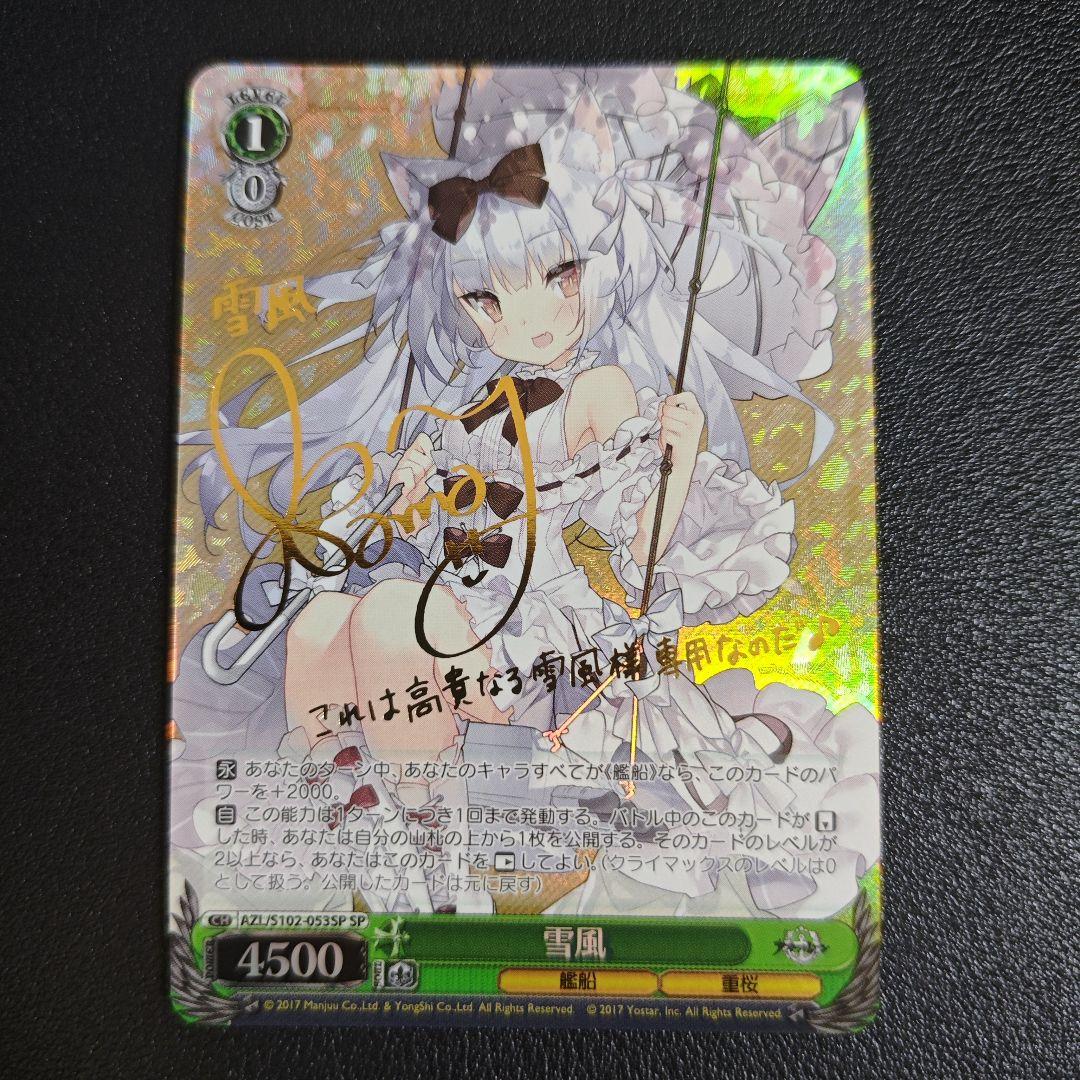 LEVEL
1
0
COST
雪風
これは高貴なる雪風様専用なのだ♪
永 あなたのターン中、あなたのキャラすべてが《艦船》なら、このカードのパ
ワーを+2000。
自 この能力は1ターンにつき1回まで発動する。バトル中のこのカードが
した時、あなたは自分の山札の上から1枚を公開する。そのカードのレベルが
2以上なら、あなたはこのカードを してよい。(クライマックスのレベルは0
として扱う。公開したカードは元に戻す)
CH AZL/S102-053SP SP
POWER 4500
雪風
艦船 重桜
© 2017 Manjuu Co.,Ltd. & YongShi Co.,Ltd. All Rights Reserved. © 2017 Yostar, Inc. All Rights Reserved.